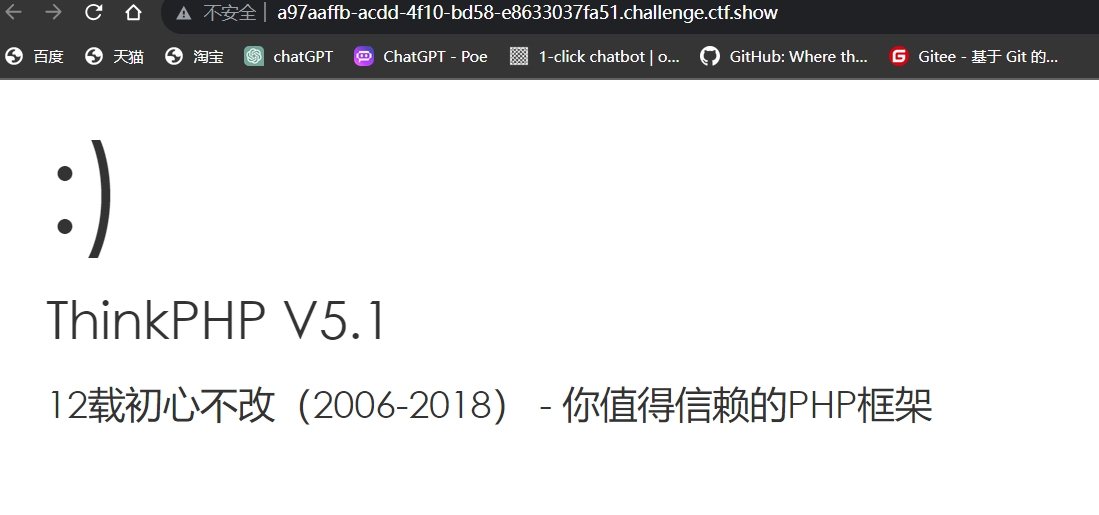 不安全 | a97aaffb-acdd-4f10-bd58-e8633037fa51.challenge.ctf.show
百度 天猫 淘宝 chatGPT ChatGPT - Poe 1-click chatbot | o... GitHub: Where th... Gitee - 基于 Git 的...
:)
ThinkPHP V5.1
12载初心不改（2006-2018） - 你值得信赖的PHP框架